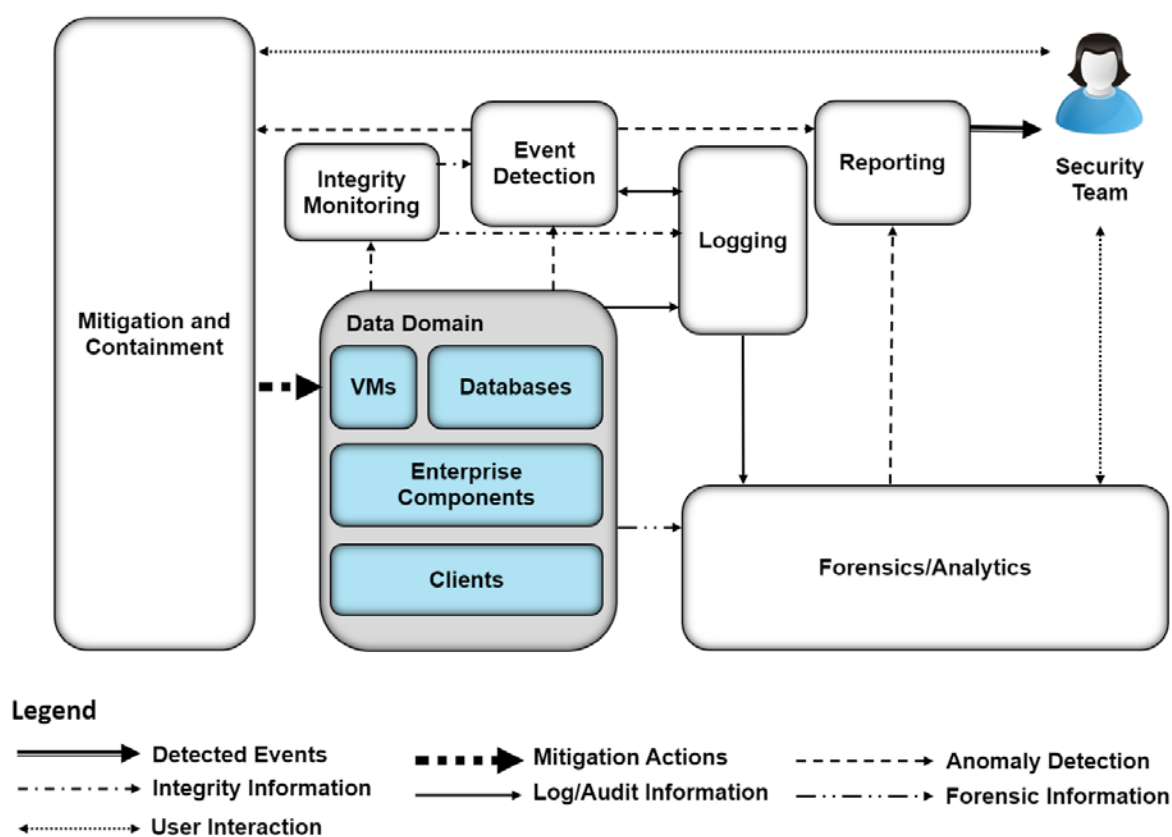 Event
Detection
Integrity
Monitoring
Reporting
Security
Team
Logging
Mitigation and
Containment
Data Domain
VMs
Databases
Enterprise
Components
Clients
Forensics/Analytics
Legend
Detected Events
Mitigation Actions
Anomaly Detection
Integrity Information
Log/Audit Information
Forensic Information
User Interaction